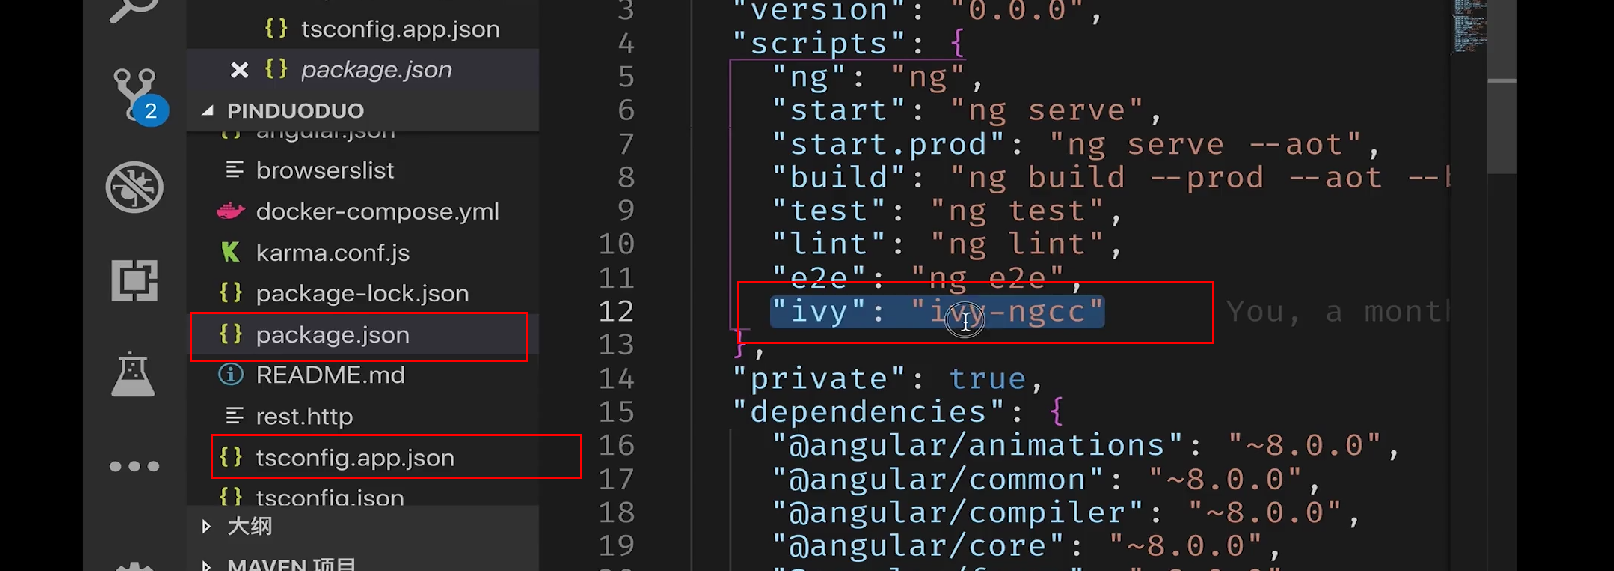 tsconfig.app.json
package.json
2
PINDUODUO
angular.json
browserslist
docker-compose.yml
karma.conf.js
package-lock.json
package.json
README.md
rest.http
tsconfig.app.json
tsconfig.json
大纲
MAVEN 项目
3 "version": "0.0.0",
4 "scripts": {
5 "ng": "ng",
6 "start": "ng serve",
7 "start.prod": "ng serve --aot",
8 "build": "ng build --prod --aot --b
9 "test": "ng test",
10 "lint": "ng lint",
11 "e2e": "ng e2e",
12 "ivy": "ivy-ngcc" You, a month
13 },
14 "private": true,
15 "dependencies": {
16 "@angular/animations": "~8.0.0",
17 "@angular/common": "~8.0.0",
18 "@angular/compiler": "~8.0.0",
19 "@angular/core": "~8.0.0",